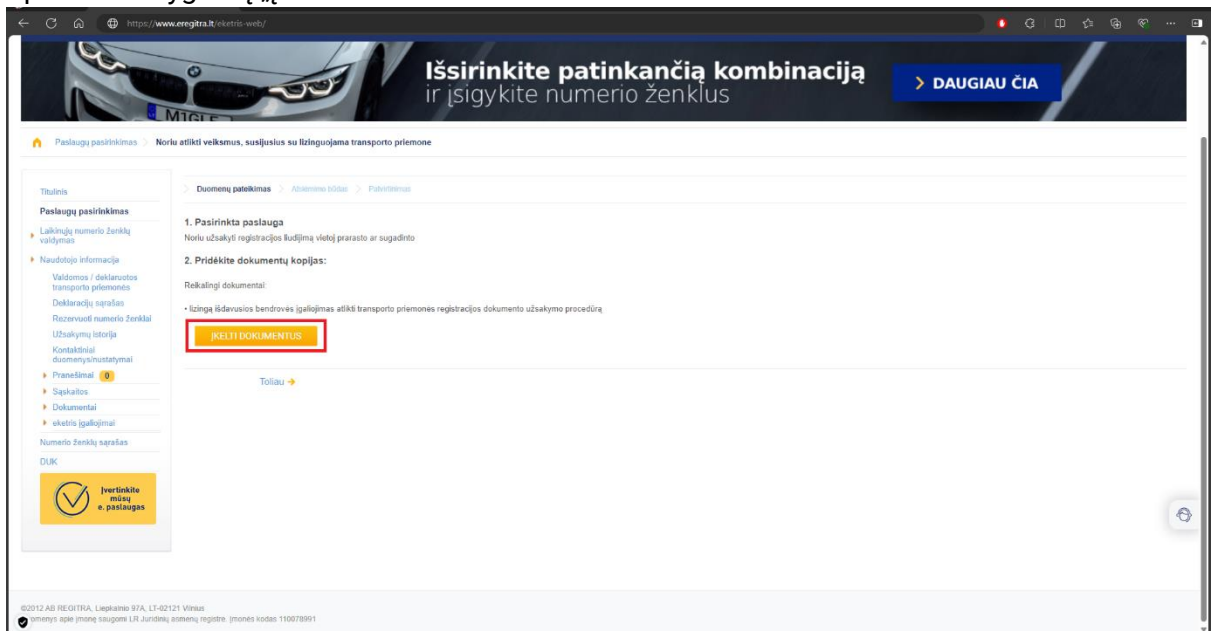 https://www.eregitra.lt/eketris-web/
Išsirinkite patinkančią kombinaciją
ir įsigykite numerio ženklus
> DAUGIAU ČIA
MIGLE
Paslaugų pasirinkimas > Noriu atlikti veiksmus, susijusius su lizinguojama transporto priemone
Titulinis
Paslaugų pasirinkimas
Laikinųjų numerio ženklų
valdymas
Naudotojo informacija
Valdomos / deklaruotos
transporto priemonės
Deklaracijų sąrašas
Rezervuoti numerio ženklai
Užsakymų istorija
Kontaktiniai
duomenys/nustatymai
Pranešimai 0
Sąskaitos
Dokumentai
eketris įgaliojimai
Numerio ženklų sąrašas
DUK
Įvertinkite
mūsų
e. paslaugas
> Duomenų pateikimas > Atsiėmimo būdas > Patvirtinimas
1. Pasirinkta paslauga
Noriu užsakyti registracijos liudijimą vietoj prarasto ar sugadinto
2. Pridėkite dokumentų kopijas:
Reikalingi dokumentai:
• lizingą išdavusios bendrovės įgaliojimas atlikti transporto priemonės registracijos dokumento užsakymo procedūrą
ĮKELTI DOKUMENTUS
Toliau →
©2012 AB REGITRA, Liepkalnio 97A, LT-02121 Vilnius
omenys apie įmonę saugomi LR Juridinių asmenų registre. Įmonės kodas 110078991